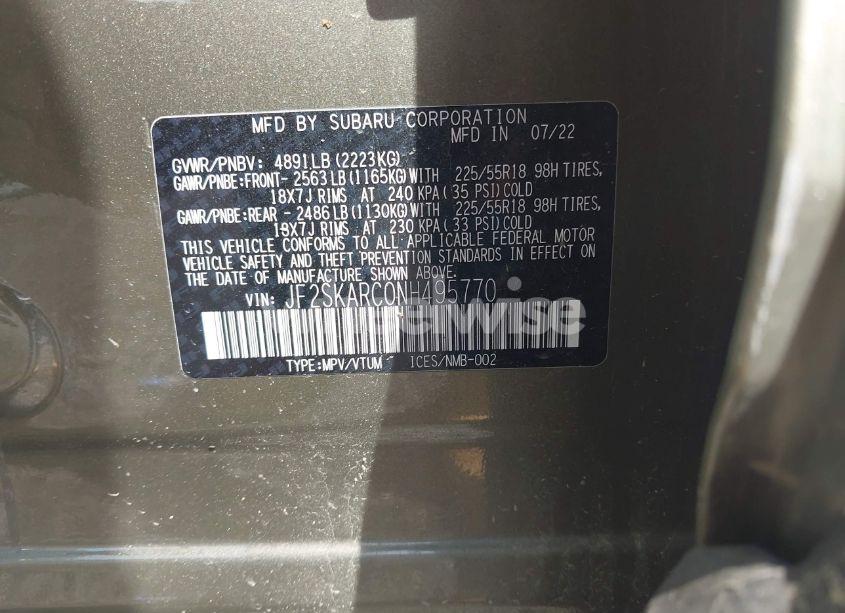 MFD BY SUBARU CORPORATION
MFD IN 07/22
GVWR/PNBV: 4891LB (2223KG)
GAWR/PNBE:FRONT- 2563LB(1165KG)WITH 225/55R18 98H TIRES,
18X7J RIMS AT 240 KPA(35 PSI)COLD
GAWR/PNBE:REAR - 2486LB(1130KG)WITH 225/55R18 98H TIRES,
18X7J RIMS AT 230 KPA(33 PSI)COLD
THIS VEHICLE CONFORMS TO ALL APPLICABLE FEDERAL MOTOR
VEHICLE SAFETY AND THEFT PREVENTION STANDARDS IN EFFECT ON
THE DATE OF MANUFACTURE SHOWN ABOVE.
VIN: JF2SKARC0NH495770
TYPE:MPV/VTUM ICES/NMB-002